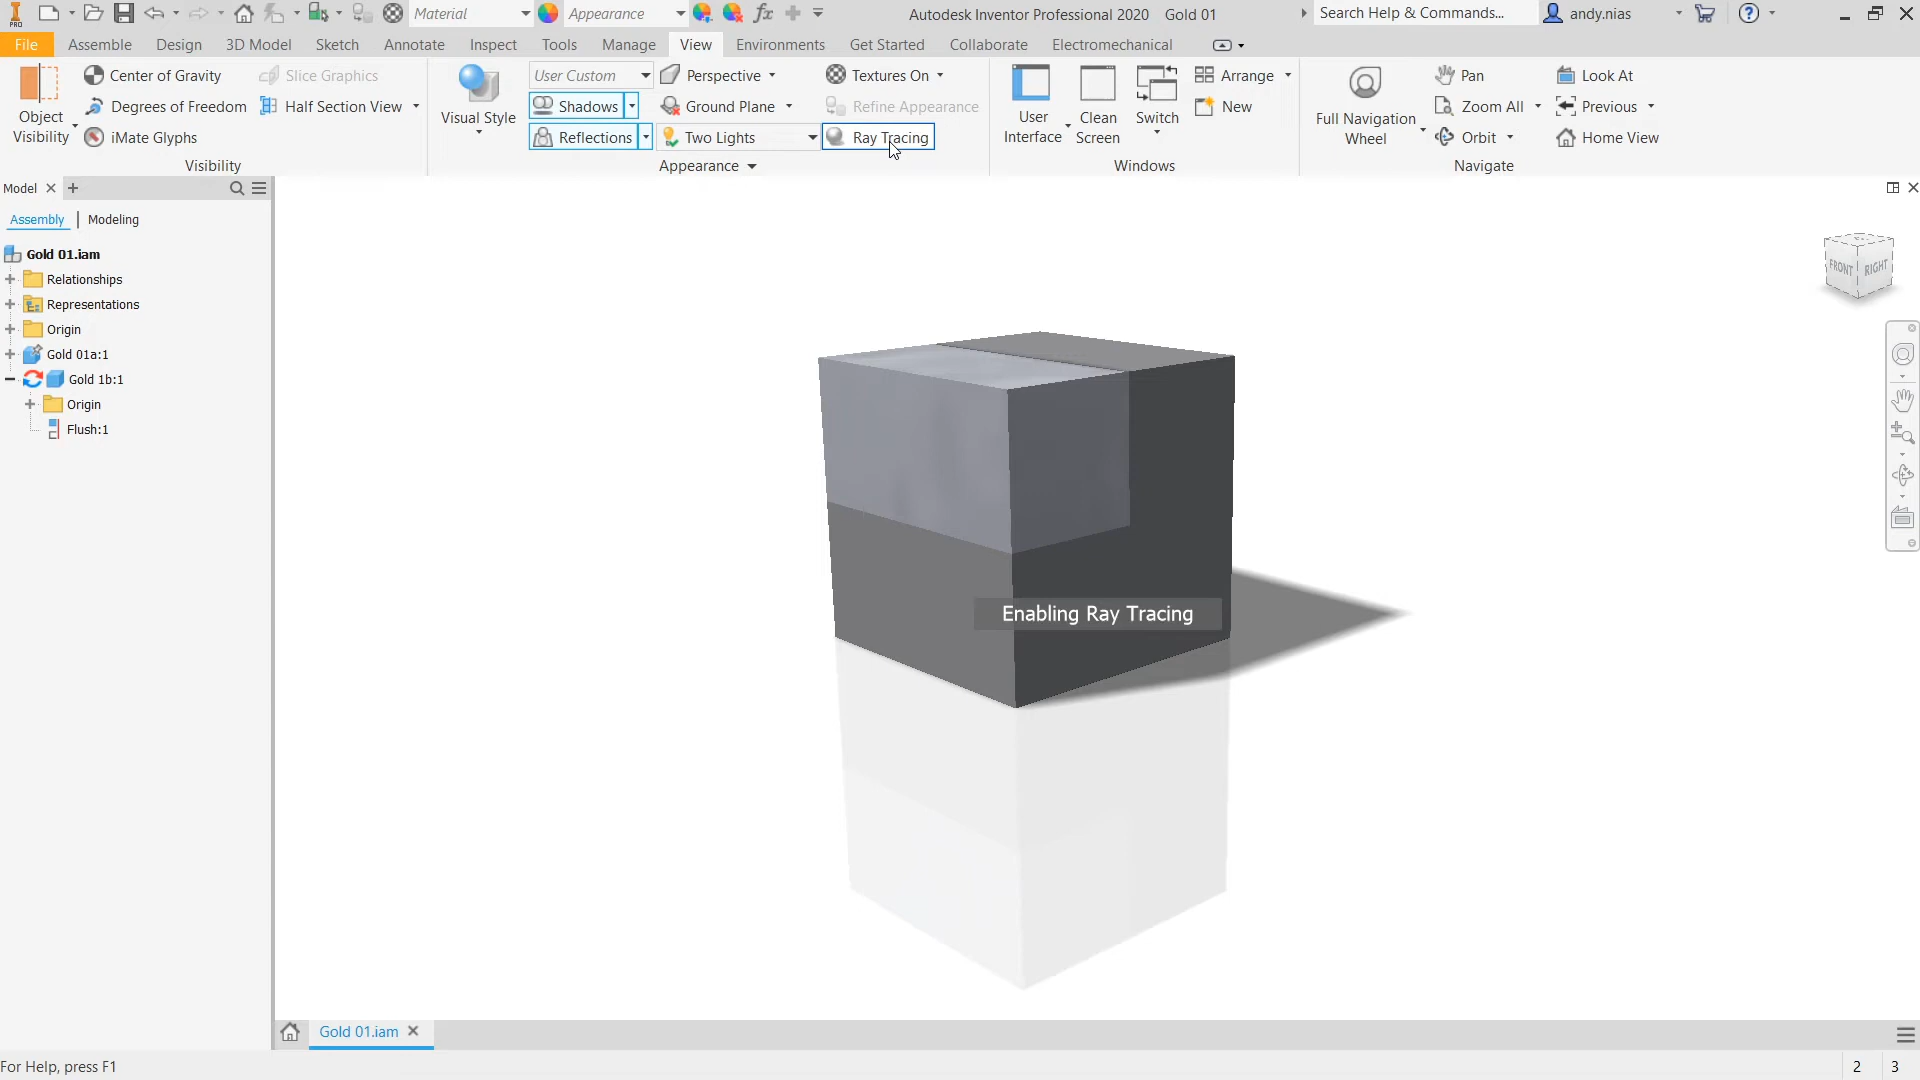 PRO
Material
Appearance
fx
Autodesk Inventor Professional 2020 Gold 01
Search Help & Commands...
andy.nias
File
Assemble
Design
3D Model
Sketch
Annotate
Inspect
Tools
Manage
View
Environments
Get Started
Collaborate
Electromechanical
Object
Visibility
Center of Gravity
Degrees of Freedom
iMate Glyphs
Slice Graphics
Half Section View
Visibility
Visual Style
User Custom
Shadows
Reflections
Perspective
Ground Plane
Two Lights
Textures On
Refine Appearance
Ray Tracing
Appearance
User
Interface
Clean
Screen
Switch
Arrange
New
Windows
Full Navigation
Wheel
Pan
Zoom All
Orbit
Look At
Previous
Home View
Navigate
Model
Assembly
Modeling
Gold 01.iam
Relationships
Representations
Origin
Gold 01a:1
Gold 1b:1
Origin
Flush:1
FRONT
RIGHT
Enabling Ray Tracing
Gold 01.iam
For Help, press F1
2
3